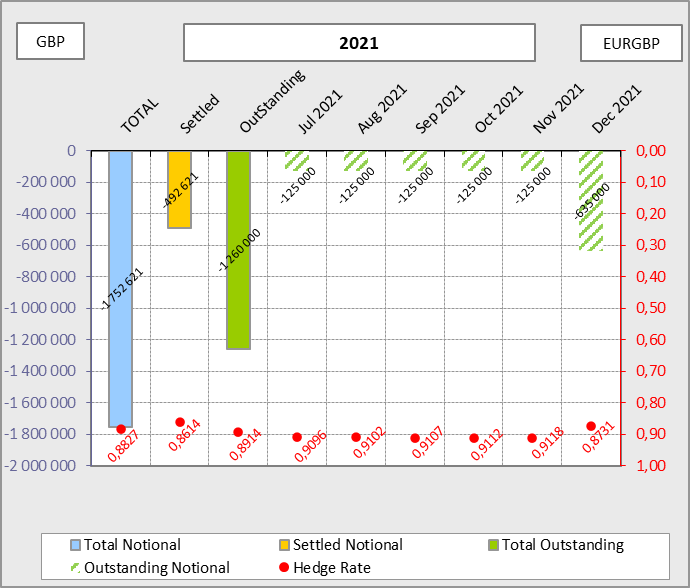 GBP
2021
EURGBP
TOTAL
Settled
OutStanding
Jul 2021
Aug 2021
Sep 2021
Oct 2021
Nov 2021
Dec 2021
0
-200 000
-400 000
-600 000
-800 000
-1 000 000
-1 200 000
-1 400 000
-1 600 000
-1 800 000
-2 000 000
0,00
0,10
0,20
0,30
0,40
0,50
0,60
0,70
0,80
0,90
1,00
-1 752 621
-492 621
-1 260 000
-125 000
-125 000
-125 000
-125 000
-125 000
-635 000
0,8827
0,8614
0,8914
0,9096
0,9102
0,9107
0,9112
0,9118
0,8731
Total Notional
Settled Notional
Total Outstanding
Outstanding Notional
Hedge Rate